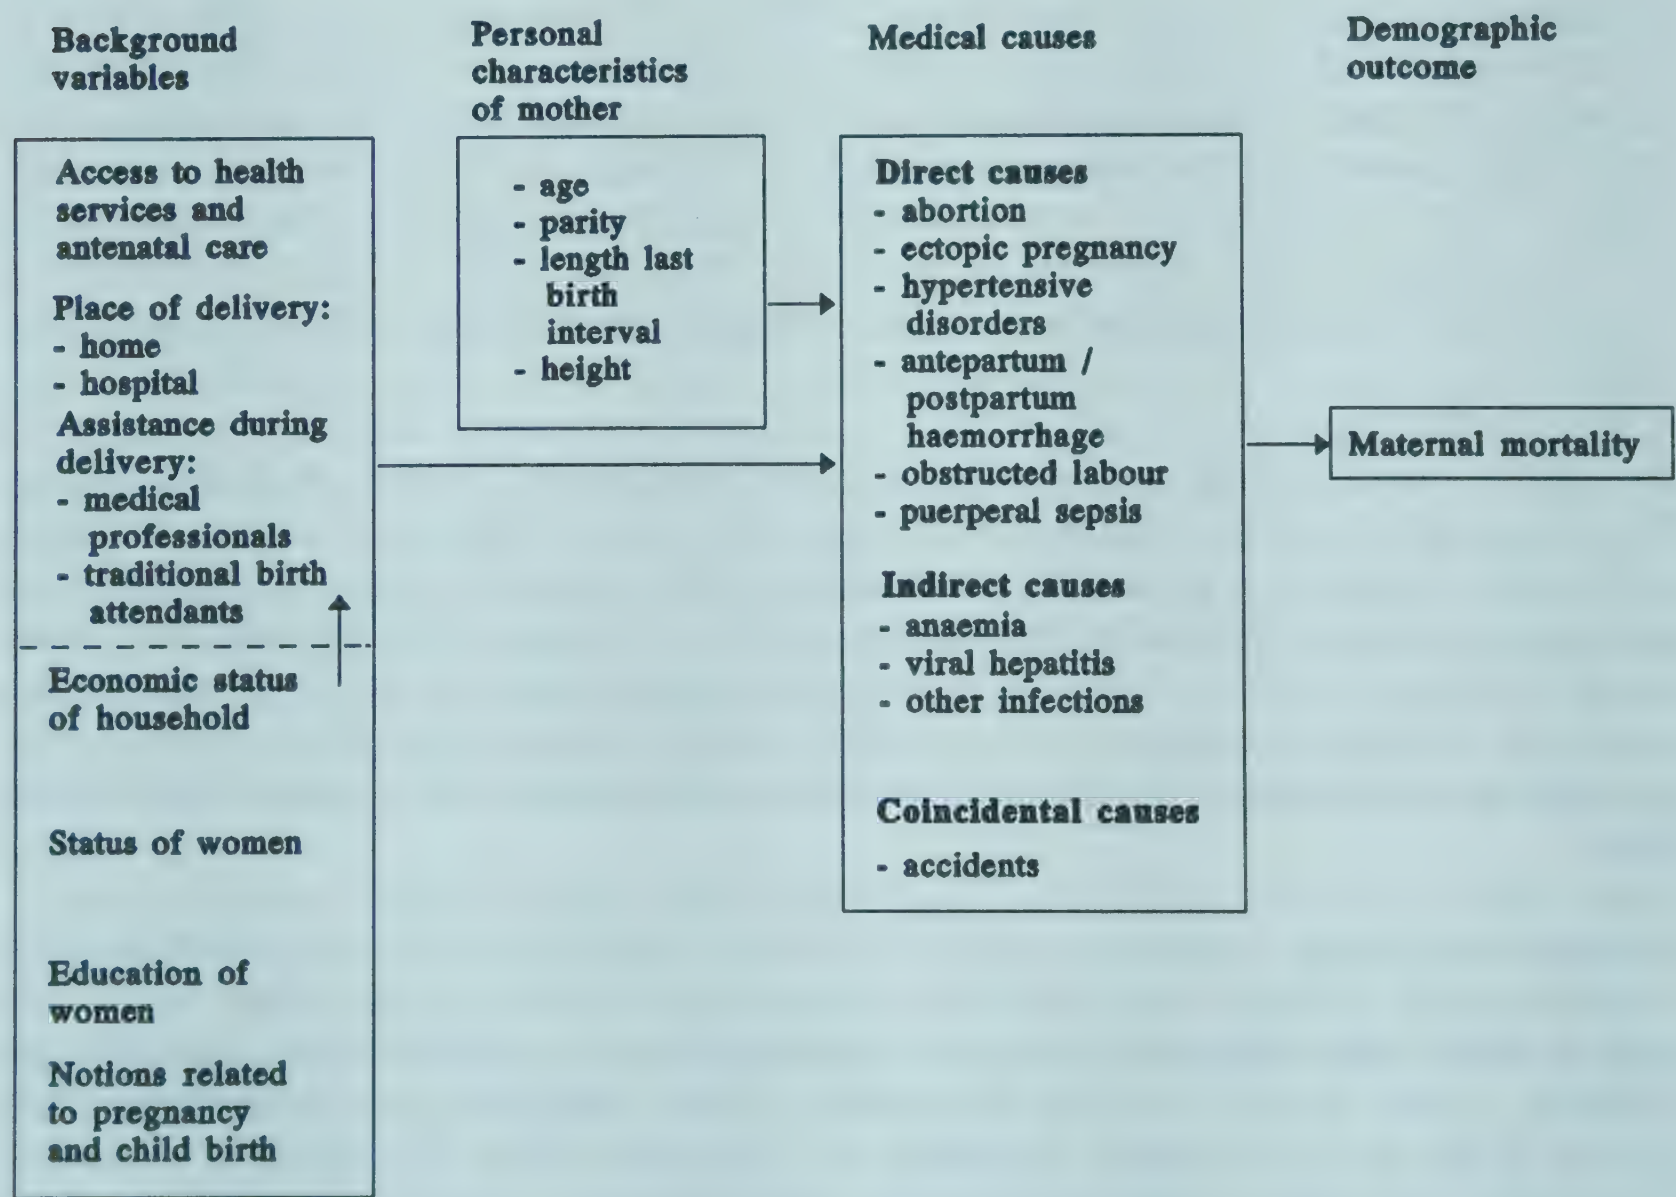 Background
variables
Personal
characteristics
of mother
Medical causes
Demographic
outcome
Access to health
services and
antenatal care
Place of delivery:
- home
- hospital
Assistance during
delivery:
- medical
professionals
- traditional birth
attendants
Economic status
of household
Status of women
Education of
women
Notions related
to pregnancy
and child birth
- age
- parity
- length last
birth
interval
- height
Direct causes
- abortion
- ectopic pregnancy
- hypertensive
disorders
- antepartum /
postpartum
haemorrhage
- obstructed labour
- puerperal sepsis
Indirect causes
- anaemia
- viral hepatitis
- other infections
Coincidental causes
- accidents
Maternal mortality